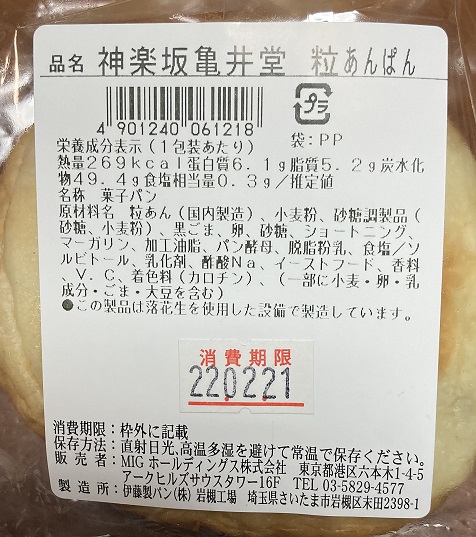 品名 神楽坂亀井堂 粒あんぱん
プラ
4 901240 061218
袋:PP
栄養成分表示(1包装あたり)
熱量269kcal蛋白質6.1g脂質5.2g炭水化
物49.4g食塩相当量0.3g/推定値
名称 菓子パン
原材料名 粒あん(国内製造)、小麦粉、砂糖調製品(
砂糖、小麦粉)、黒ごま、卵、砂糖、ショートニング、
マーガリン、加工油脂、パン酵母、脱脂粉乳、食塩/ソ
ルビトール、乳化剤、酢酸Na、イーストフード、香料
、V.C、着色料(カロチン)、(一部に小麦・卵・乳
成分・ごま・大豆を含む)
●この製品は落花生を使用した設備で製造しています。
消費期限
220221
消費期限:枠外に記載
保存方法:直射日光、高温多湿を避けて常温で保存ください。
販売者:MIGホールディングス株式会社 東京都港区六本木1-4-5
アークヒルズサウスタワー16F TEL 03-5829-4577
製造所:伊藤製パン(株) 岩槻工場 埼玉県さいたま市岩槻区末田2398-1